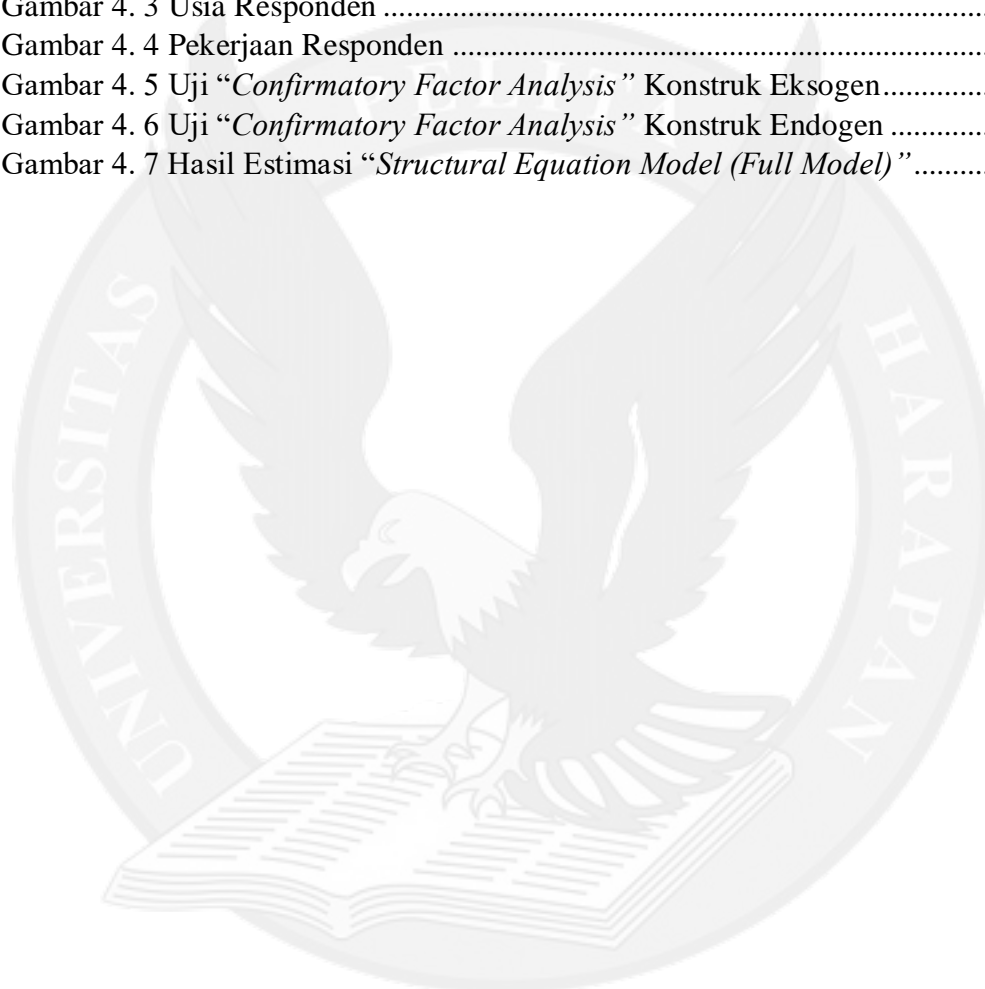 Gambar 4. 3 Usia Responden ...........................................................................................
Gambar 4. 4 Pekerjaan Responden ................................................................................
Gambar 4. 5 Uji “Confirmatory Factor Analysis” Konstruk Eksogen..............
Gambar 4. 6 Uji “Confirmatory Factor Analysis” Konstruk Endogen .............
Gambar 4. 7 Hasil Estimasi “Structural Equation Model (Full Model)”..........
UNIVERSITAS PELITA HARAPAN